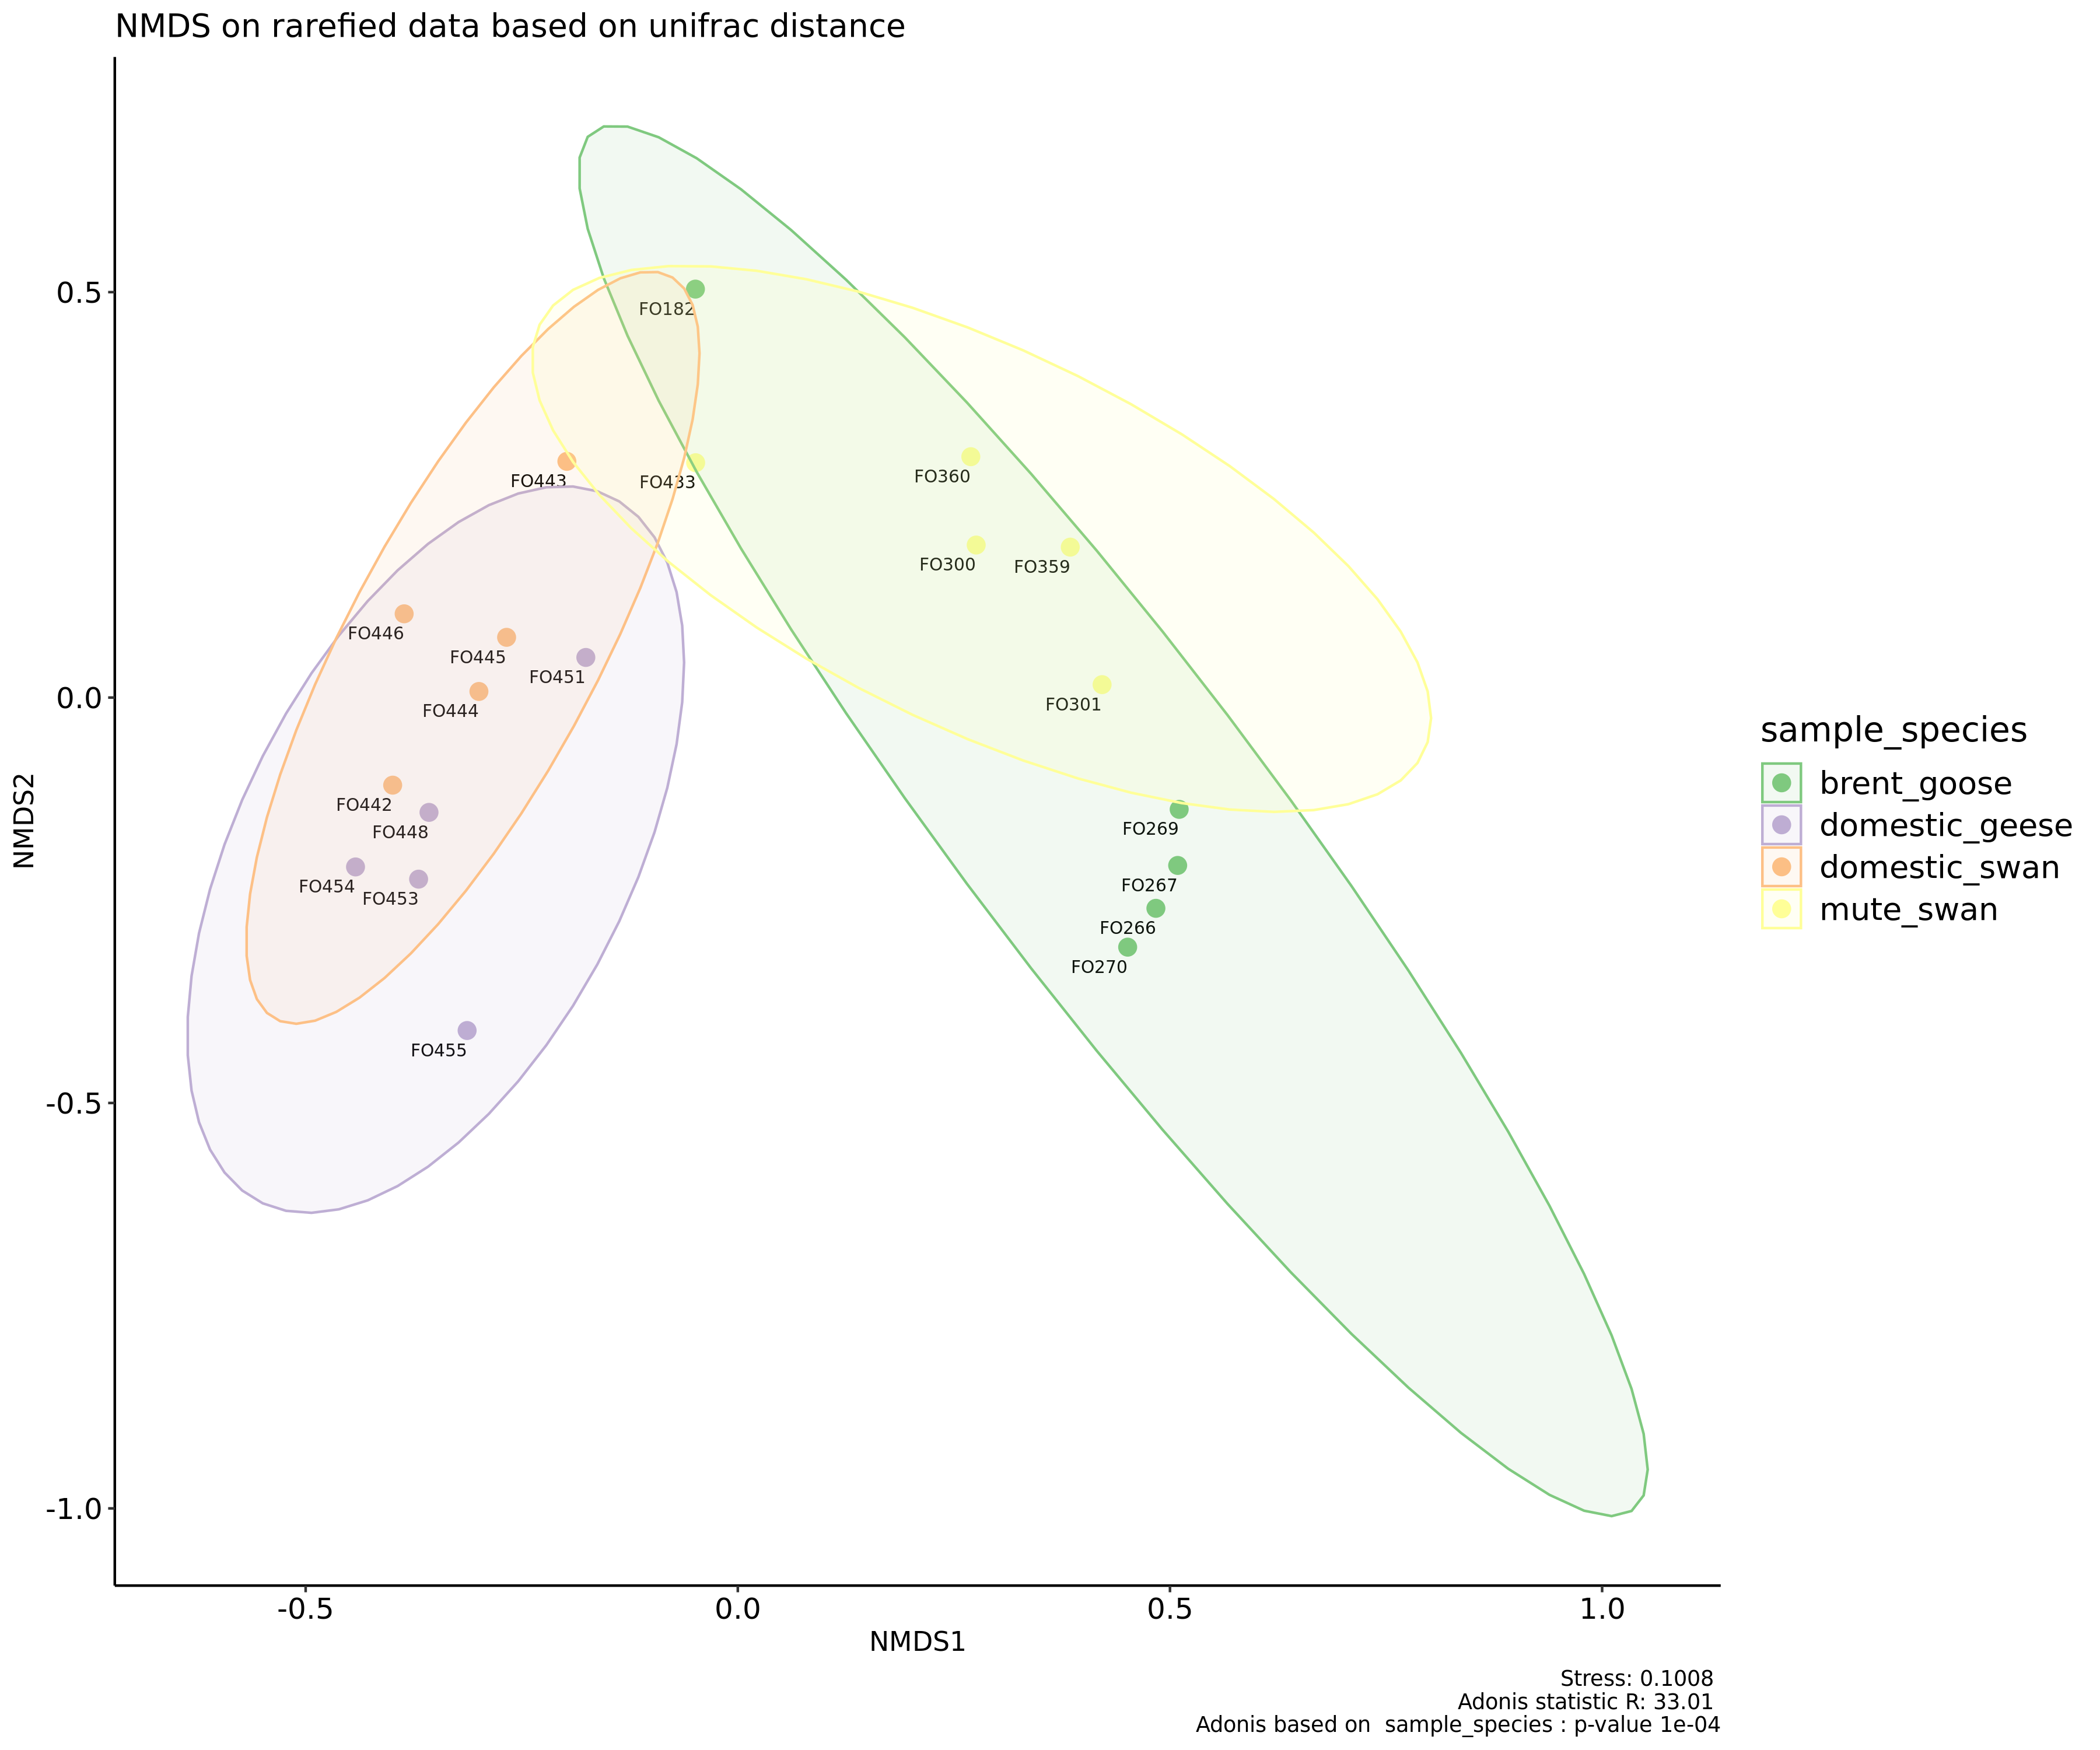 NMDS on rarefied data based on unifrac distance
0.5
FO182
FO443
FO433
FO360
FO300
FO359
0.0
FO446
FO445
FO451
FO444
FO301
FO442
FO448
FO454
FO453
FO269
FO267
FO266
FO270
FO455
-0.5
-1.0
NMDS2
-0.5
0.0
0.5
1.0
NMDS1
sample_species
brent_goose
domestic_geese
domestic_swan
mute_swan
Stress: 0.1008
Adonis statistic R: 33.01
Adonis based on  sample_species : p-value 1e-04